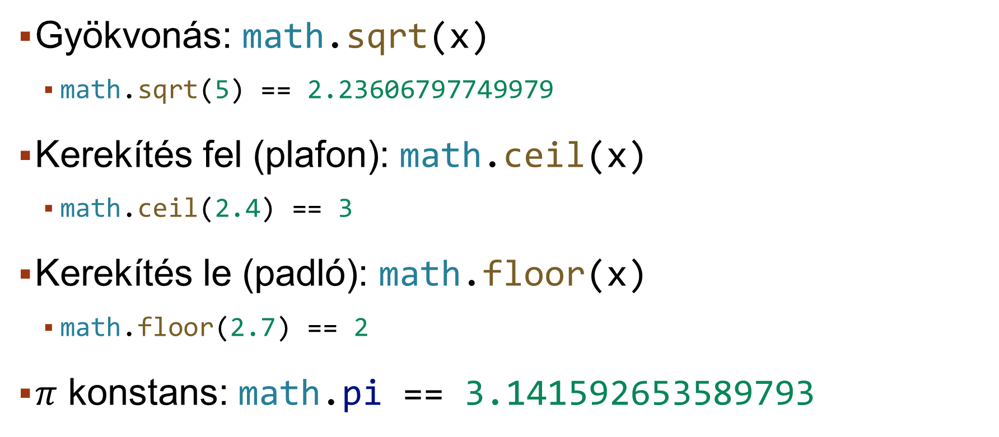 ▪Gyökvonás: math.sqrt(x)
▪math.sqrt(5) == 2.23606797749979
▪Kerekítés fel (plafon): math.ceil(x)
▪math.ceil(2.4) == 3
▪Kerekítés le (padló): math.floor(x)
▪math.floor(2.7) == 2
▪𝜋 konstans: math.pi == 3.141592653589793